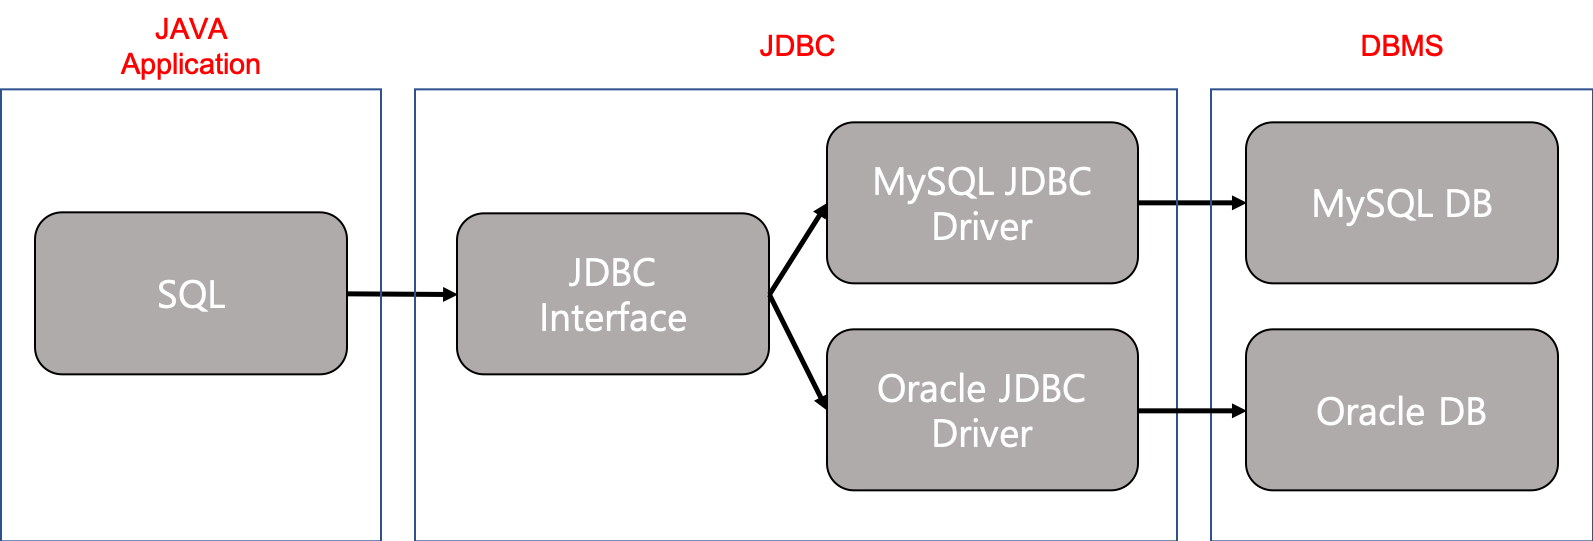 JAVA
Application
JDBC
DBMS
SQL
JDBC
Interface
MySQL JDBC
Driver
Oracle JDBC
Driver
MySQL DB
Oracle DB